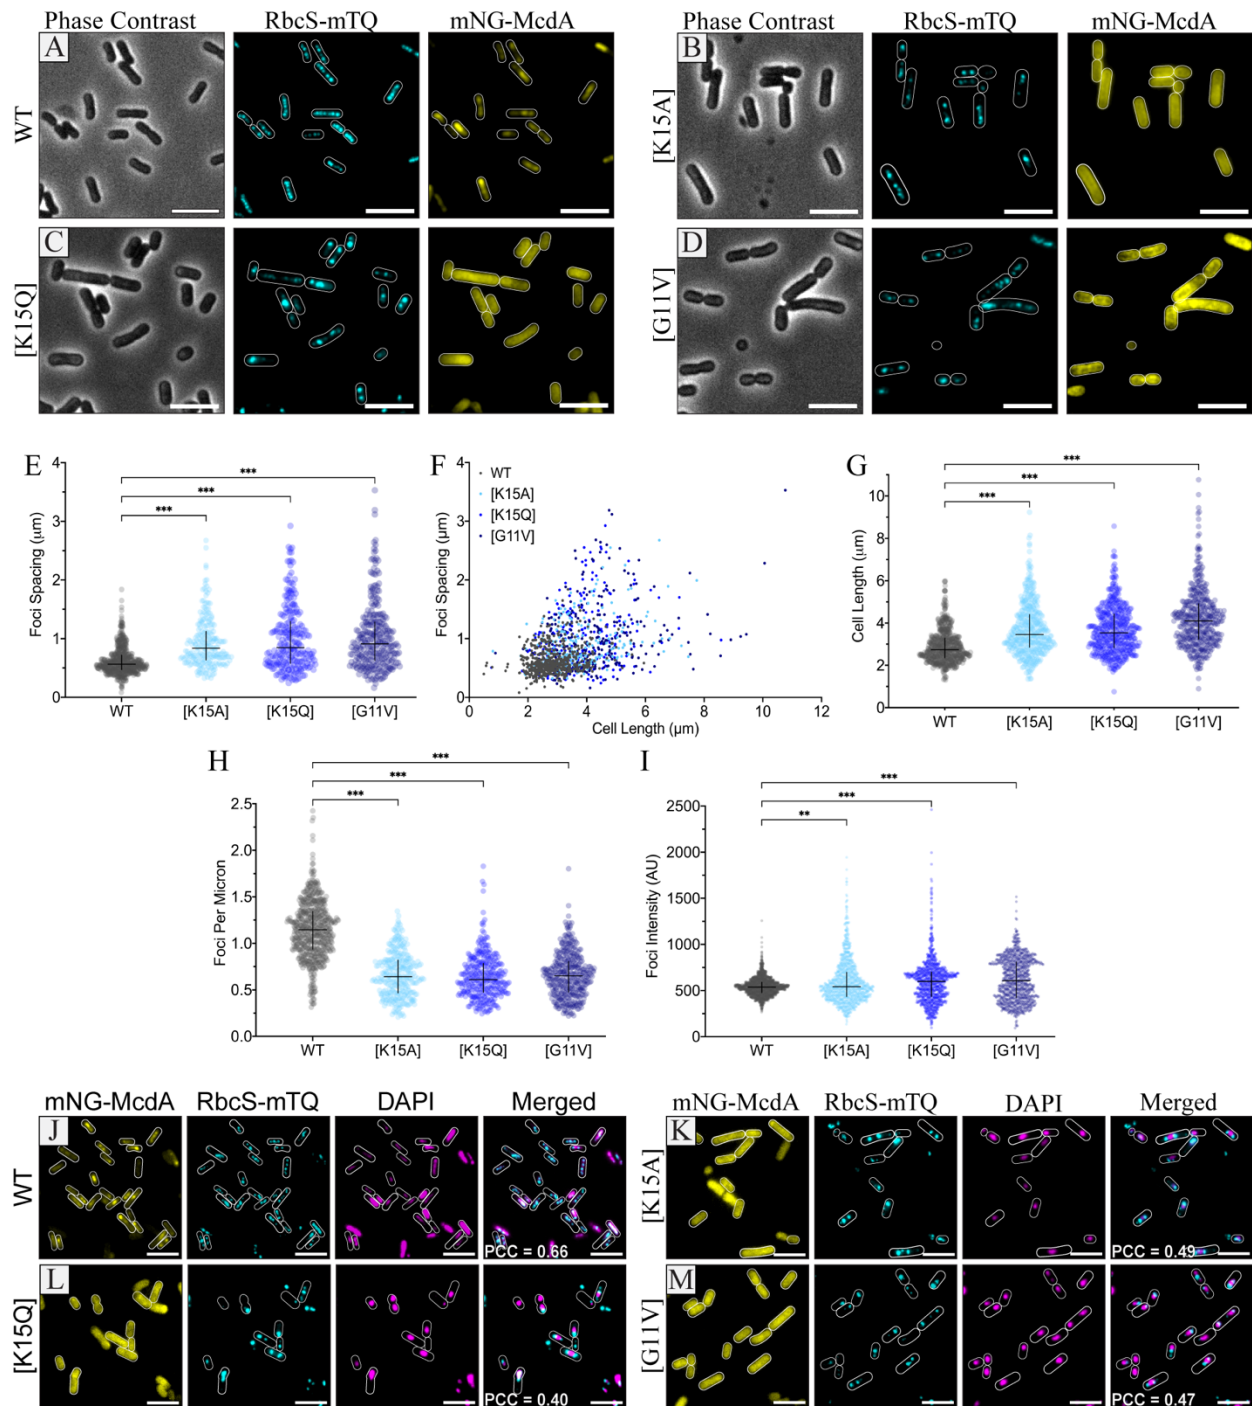 Phase Contrast RbcS-mTQ mNG-McdA
A
WT
Phase Contrast RbcS-mTQ mNG-McdA
B
[K15A]
C
[K15Q]
D
[G11V]
E
Foci Spacing (μm)
4
3
2
1
0
***
***
***
WT [K15A] [K15Q] [G11V]
F
Foci Spacing (μm)
4
3
2
1
0
WT
[K15A]
[K15Q]
[G11V]
0 2 4 6 8 10 12
Cell Length (μm)
G
Cell Length (μm)
10
8
6
4
2
0
***
***
***
WT [K15A] [K15Q] [G11V]
H
Foci Per Micron
2.5
2.0
1.5
1.0
0.5
0.0
***
***
***
WT [K15A] [K15Q] [G11V]
I
Foci Intensity (AU)
2500
2000
1500
1000
500
0
***
***
**
WT [K15A] [K15Q] [G11V]
mNG-McdA RbcS-mTQ DAPI Merged
J
WT
PCC = 0.66
mNG-McdA RbcS-mTQ DAPI Merged
K
[K15A]
PCC = 0.49
L
[K15Q]
PCC = 0.40
M
[G11V]
PCC = 0.47